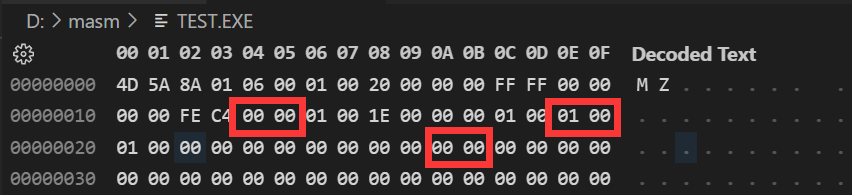 D: > masm > TEST.EXE
00 01 02 03 04 05 06 07 08 09 0A 0B 0C 0D 0E 0F Decoded Text
00000000 4D 5A 8A 01 06 00 01 00 20 00 00 00 FF FF 00 00 M Z . . . . . . . . . . .
00000010 00 00 FE C4 00 00 01 00 1E 00 00 00 01 00 01 00 . . . . . . . . . . . . . . . .
00000020 01 00 00 00 00 00 00 00 00 00 00 00 00 00 00 00 . . . . . . . . . . . . . . . .
00000030 00 00 00 00 00 00 00 00 00 00 00 00 00 00 00 00 . . . . . . . . . . . . . . . .